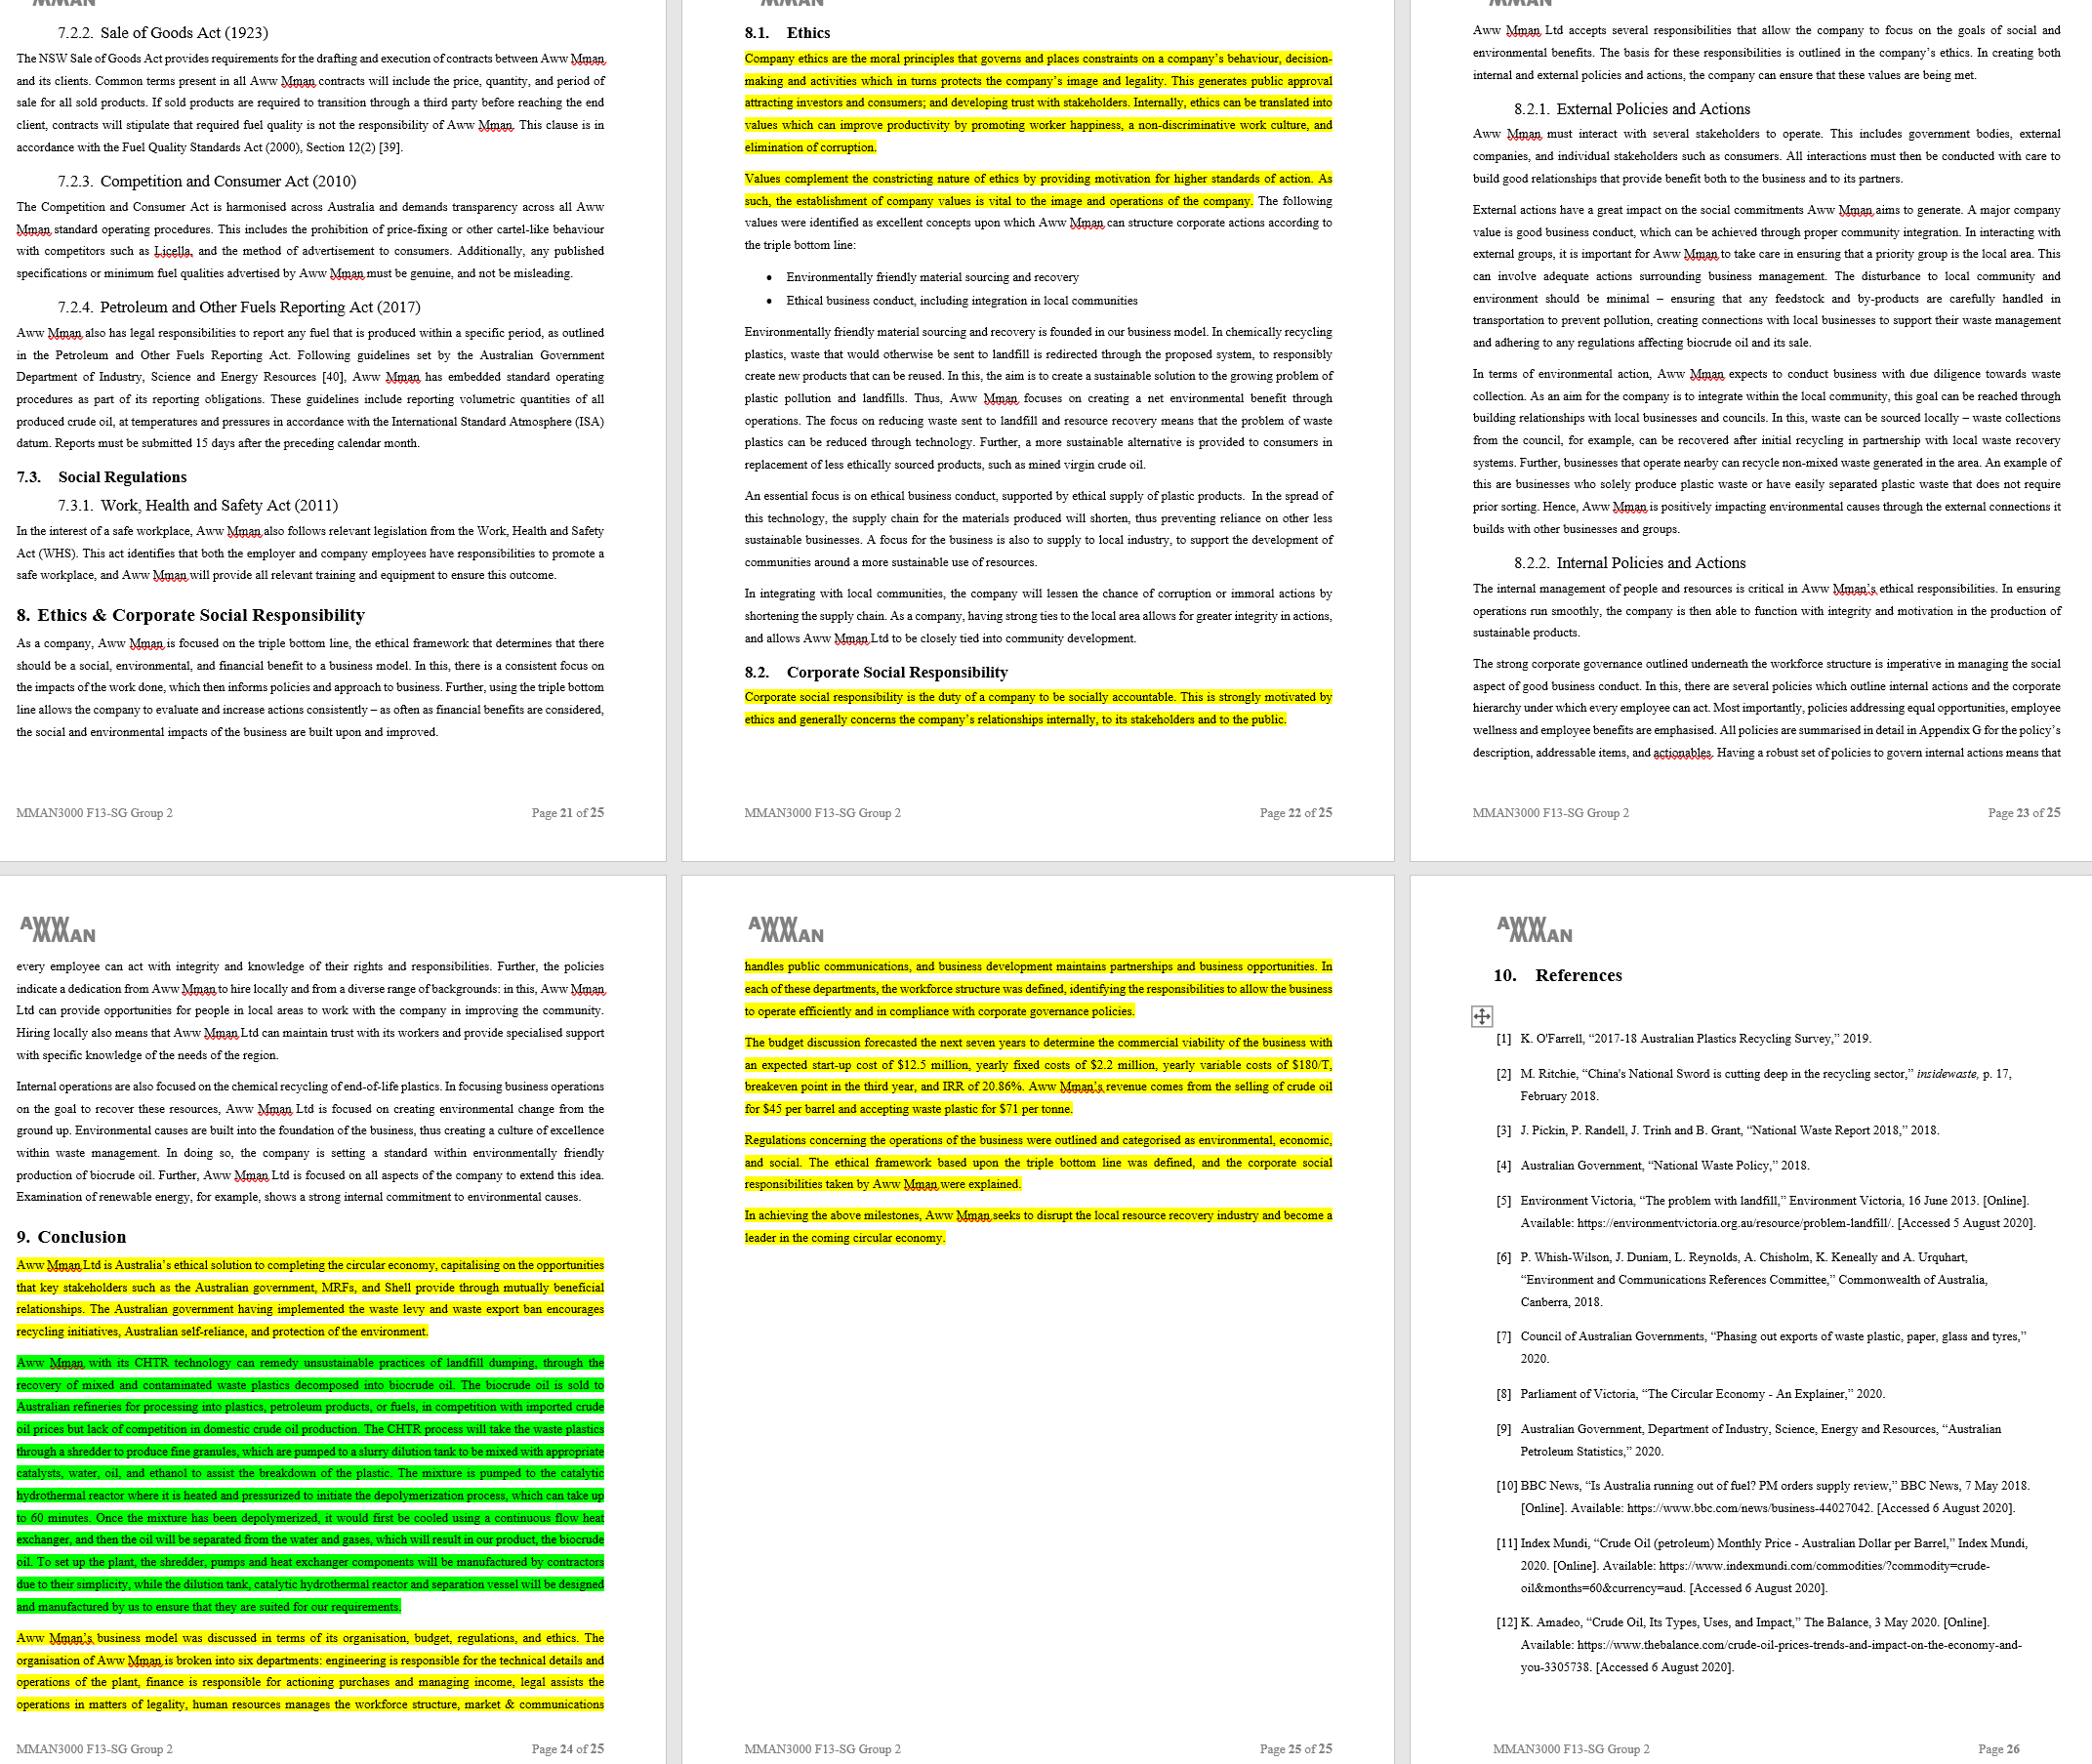 MMAN
7.2.2. Sale of Goods Act (1923)
The NSW Sale of Goods Act provides requirements for the drafting and execution of contracts between Aww Mman
and its clients. Common terms present in all Aww Mman contracts will include the price, quantity, and period of
sale for all sold products. If sold products are required to transition through a third party before reaching the end
client, contracts will stipulate that required fuel quality is not the responsibility of Aww Mman. This clause is in
accordance with the Fuel Quality Standards Act (2000), Section 12(2) [39].
7.2.3. Competition and Consumer Act (2010)
The Competition and Consumer Act is harmonised across Australia and demands transparency across all Aww
Mman standard operating procedures. This includes the prohibition of price-fixing or other cartel-like behaviour
with competitors such as Licella, and the method of advertisement to consumers. Additionally, any published
specifications or minimum fuel qualities advertised by Aww Mman must be genuine, and not be misleading.
7.2.4. Petroleum and Other Fuels Reporting Act (2017)
Aww Mman also has legal responsibilities to report any fuel that is produced within a specific period, as outlined
in the Petroleum and Other Fuels Reporting Act. Following guidelines set by the Australian Government
Department of Industry, Science and Energy Resources [40], Aww Mman has embedded standard operating
procedures as part of its reporting obligations. These guidelines include reporting volumetric quantities of all
produced crude oil, at temperatures and pressures in accordance with the International Standard Atmosphere (ISA)
datum. Reports must be submitted 15 days after the preceding calendar month.
7.3. Social Regulations
7.3.1. Work, Health and Safety Act (2011)
In the interest of a safe workplace, Aww Mman also follows relevant legislation from the Work, Health and Safety
Act (WHS). This act identifies that both the employer and company employees have responsibilities to promote a
safe workplace, and Aww Mman will provide all relevant training and equipment to ensure this outcome.
8. Ethics & Corporate Social Responsibility
As a company, Aww Mman is focused on the triple bottom line, the ethical framework that determines that there
should be a social, environmental, and financial benefit to a business model. In this, there is a consistent focus on
the impacts of the work done, which then informs policies and approach to business. Further, using the triple bottom
line allows the company to evaluate and increase actions consistently – as often as financial benefits are considered,
the social and environmental impacts of the business are built upon and improved.
MMAN3000 F13-SG Group 2 Page 21 of 25
MMAN
8.1. Ethics
Company ethics are the moral principles that governs and places constraints on a company's behaviour, decision-
making and activities which in turns protects the company's image and legality. This generates public approval
attracting investors and consumers; and developing trust with stakeholders. Internally, ethics can be translated into
values which can improve productivity by promoting worker happiness, a non-discriminative work culture, and
elimination of corruption.
Values complement the constricting nature of ethics by providing motivation for higher standards of action. As
such, the establishment of company values is vital to the image and operations of the company. The following
values were identified as excellent concepts upon which Aww Mman can structure corporate actions according to
the triple bottom line:
• Environmentally friendly material sourcing and recovery
• Ethical business conduct, including integration in local communities
Environmentally friendly material sourcing and recovery is founded in our business model. In chemically recycling
plastics, waste that would otherwise be sent to landfill is redirected through the proposed system, to responsibly
create new products that can be reused. In this, the aim is to create a sustainable solution to the growing problem of
plastic pollution and landfills. Thus, Aww Mman focuses on creating a net environmental benefit through
operations. The focus on reducing waste sent to landfill and resource recovery means that the problem of waste
plastics can be reduced through technology. Further, a more sustainable alternative is provided to consumers in
replacement of less ethically sourced products, such as mined virgin crude oil.
An essential focus is on ethical business conduct, supported by ethical supply of plastic products. In the spread of
this technology, the supply chain for the materials produced will shorten, thus preventing reliance on other less
sustainable businesses. A focus for the business is also to supply to local industry, to support the development of
communities around a more sustainable use of resources.
In integrating with local communities, the company will lessen the chance of corruption or immoral actions by
shortening the supply chain. As a company, having strong ties to the local area allows for greater integrity in actions,
and allows Aww Mman Ltd to be closely tied into community development.
8.2. Corporate Social Responsibility
Corporate social responsibility is the duty of a company to be socially accountable. This is strongly motivated by
ethics and generally concerns the company's relationships internally, to its stakeholders and to the public.
MMAN3000 F13-SG Group 2 Page 22 of 25
MMAN
Aww Mman Ltd accepts several responsibilities that allow the company to focus on the goals of social and
environmental benefits. The basis for these responsibilities is outlined in the company's ethics. In creating both
internal and external policies and actions, the company can ensure that these values are being met.
8.2.1. External Policies and Actions
Aww Mman must interact with several stakeholders to operate. This includes government bodies, external
companies, and individual stakeholders such as consumers. All interactions must then be conducted with care to
build good relationships that provide benefit both to the business and to its partners.
External actions have a great impact on the social commitments Aww Mman aims to generate. A major company
value is good business conduct, which can be achieved through proper community integration. In interacting with
external groups, it is important for Aww Mman to take care in ensuring that a priority group is the local area. This
can involve adequate actions surrounding business management. The disturbance to local community and
environment should be minimal – ensuring that any feedstock and by-products are carefully handled in
transportation to prevent pollution, creating connections with local businesses to support their waste management
and adhering to any regulations affecting biocrude oil and its sale.
In terms of environmental action, Aww Mman expects to conduct business with due diligence towards waste
collection. As an aim for the company is to integrate within the local community, this goal can be reached through
building relationships with local businesses and councils. In this, waste can be sourced locally – waste collections
from the council, for example, can be recovered after initial recycling in partnership with local waste recovery
systems. Further, businesses that operate nearby can recycle non-mixed waste generated in the area. An example of
this are businesses who solely produce plastic waste or have easily separated plastic waste that does not require
prior sorting. Hence, Aww Mman is positively impacting environmental causes through the external connections it
builds with other businesses and groups.
8.2.2. Internal Policies and Actions
The internal management of people and resources is critical in Aww Mman's ethical responsibilities. In ensuring
operations run smoothly, the company is then able to function with integrity and motivation in the production of
sustainable products.
The strong corporate governance outlined underneath the workforce structure is imperative in managing the social
aspect of good business conduct. In this, there are several policies which outline internal actions and the corporate
hierarchy under which every employee can act. Most importantly, policies addressing equal opportunities, employee
wellness and employee benefits are emphasised. All policies are summarised in detail in Appendix G for the policy's
description, addressable items, and actionables. Having a robust set of policies to govern internal actions means that
MMAN3000 F13-SG Group 2 Page 23 of 25
AWW
MMAN
every employee can act with integrity and knowledge of their rights and responsibilities. Further, the policies
indicate a dedication from Aww Mman to hire locally and from a diverse range of backgrounds: in this, Aww Mman
Ltd can provide opportunities for people in local areas to work with the company in improving the community.
Hiring locally also means that Aww Mman Ltd can maintain trust with its workers and provide specialised support
with specific knowledge of the needs of the region.
Internal operations are also focused on the chemical recycling of end-of-life plastics. In focusing business operations
on the goal to recover these resources, Aww Mman Ltd is focused on creating environmental change from the
ground up. Environmental causes are built into the foundation of the business, thus creating a culture of excellence
within waste management. In doing so, the company is setting a standard within environmentally friendly
production of biocrude oil. Further, Aww Mman Ltd is focused on all aspects of the company to extend this idea.
Examination of renewable energy, for example, shows a strong internal commitment to environmental causes.
9. Conclusion
Aww Mman Ltd is Australia's ethical solution to completing the circular economy, capitalising on the opportunities
that key stakeholders such as the Australian government, MRFs, and Shell provide through mutually beneficial
relationships. The Australian government having implemented the waste levy and waste export ban encourages
recycling initiatives, Australian self-reliance, and protection of the environment.
Aww Mman with its CHTR technology can remedy unsustainable practices of landfill dumping, through the
recovery of mixed and contaminated waste plastics decomposed into biocrude oil. The biocrude oil is sold to
Australian refineries for processing into plastics, petroleum products, or fuels, in competition with imported crude
oil prices but lack of competition in domestic crude oil production. The CHTR process will take the waste plastics
through a shredder to produce fine granules, which are pumped to a slurry dilution tank to be mixed with appropriate
catalysts, water, oil, and ethanol to assist the breakdown of the plastic. The mixture is pumped to the catalytic
hydrothermal reactor where it is heated and pressurized to initiate the depolymerization process, which can take up
to 60 minutes. Once the mixture has been depolymerized, it would first be cooled using a continuous flow heat
exchanger, and then the oil will be separated from the water and gases, which will result in our product, the biocrude
oil. To set up the plant, the shredder, pumps and heat exchanger components will be manufactured by contractors
due to their simplicity, while the dilution tank, catalytic hydrothermal reactor and separation vessel will be designed
and manufactured by us to ensure that they are suited for our requirements.
Aww Mman's business model was discussed in terms of its organisation, budget, regulations, and ethics. The
organisation of Aww Mman is broken into six departments: engineering is responsible for the technical details and
operations of the plant, finance is responsible for actioning purchases and managing income, legal assists the
operations in matters of legality, human resources manages the workforce structure, market & communications
MMAN3000 F13-SG Group 2 Page 24 of 25
AWW
MMAN
handles public communications, and business development maintains partnerships and business opportunities. In
each of these departments, the workforce structure was defined, identifying the responsibilities to allow the business
to operate efficiently and in compliance with corporate governance policies.
The budget discussion forecasted the next seven years to determine the commercial viability of the business with
an expected start-up cost of $12.5 million, yearly fixed costs of $2.2 million, yearly variable costs of $180/T,
breakeven point in the third year, and IRR of 20.86%. Aww Mman's revenue comes from the selling of crude oil
for $45 per barrel and accepting waste plastic for $71 per tonne.
Regulations concerning the operations of the business were outlined and categorised as environmental, economic,
and social. The ethical framework based upon the triple bottom line was defined, and the corporate social
responsibilities taken by Aww Mman were explained.
In achieving the above milestones, Aww Mman seeks to disrupt the local resource recovery industry and become a
leader in the coming circular economy.
MMAN3000 F13-SG Group 2 Page 25 of 25
AWW
MMAN
10. References
[1] K. O'Farrell, “2017-18 Australian Plastics Recycling Survey,” 2019.
[2] M. Ritchie, “China's National Sword is cutting deep in the recycling sector,” insidewaste, p. 17,
February 2018.
[3] J. Pickin, P. Randell, J. Trinh and B. Grant, “National Waste Report 2018,” 2018.
[4] Australian Government, “National Waste Policy,” 2018.
[5] Environment Victoria, “The problem with landfill,” Environment Victoria, 16 June 2013. [Online].
Available: https://environmentvictoria.org.au/resource/problem-landfill/. [Accessed 5 August 2020].
[6] P. Whish-Wilson, J. Duniam, L. Reynolds, A. Chisholm, K. Keneally and A. Urquhart,
“Environment and Communications References Committee,” Commonwealth of Australia,
Canberra, 2018.
[7] Council of Australian Governments, “Phasing out exports of waste plastic, paper, glass and tyres,”
2020.
[8] Parliament of Victoria, “The Circular Economy - An Explainer,” 2020.
[9] Australian Government, Department of Industry, Science, Energy and Resources, “Australian
Petroleum Statistics,” 2020.
[10] BBC News, “Is Australia running out of fuel? PM orders supply review,” BBC News, 7 May 2018.
[Online]. Available: https://www.bbc.com/news/business-44027042. [Accessed 6 August 2020].
[11] Index Mundi, “Crude Oil (petroleum) Monthly Price - Australian Dollar per Barrel,” Index Mundi,
2020. [Online]. Available: https://www.indexmundi.com/commodities/?commodity=crude-
oil&months=60&currency=aud. [Accessed 6 August 2020].
[12] K. Amadeo, “Crude Oil, Its Types, Uses, and Impact,” The Balance, 3 May 2020. [Online].
Available: https://www.thebalance.com/crude-oil-prices-trends-and-impact-on-the-economy-and-
you-3305738. [Accessed 6 August 2020].
MMAN3000 F13-SG Group 2 Page 26